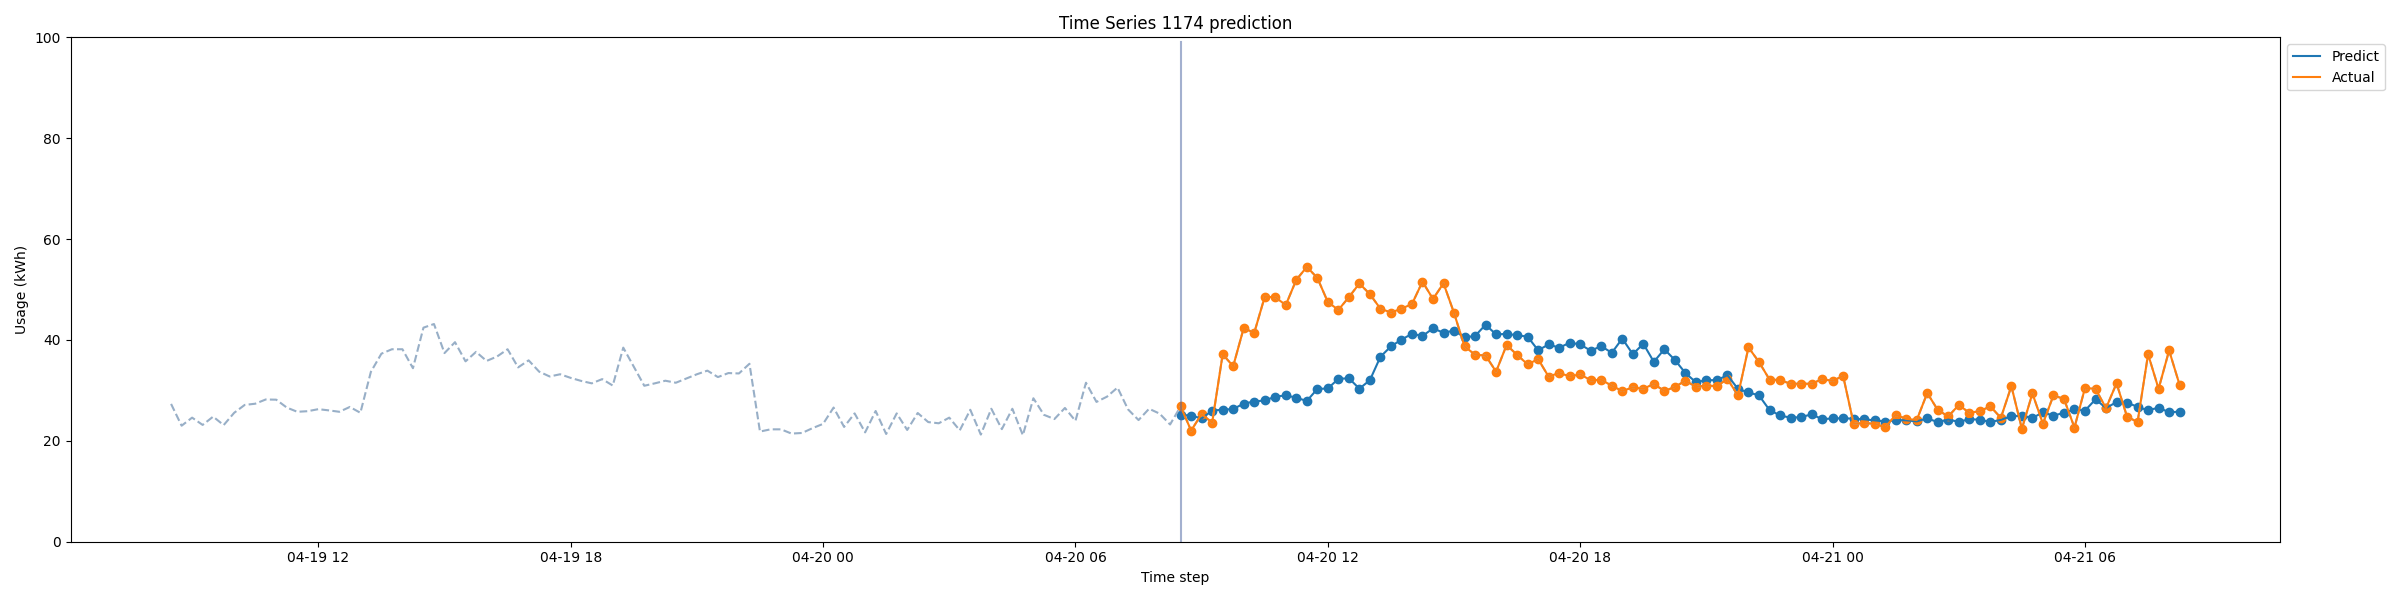 Time Series 1174 prediction
Predict
Actual
Usage (kWh)
100
80
60
40
20
0
04-19 12
04-19 18
04-20 00
04-20 06
04-20 12
04-20 18
04-21 00
04-21 06
Time step